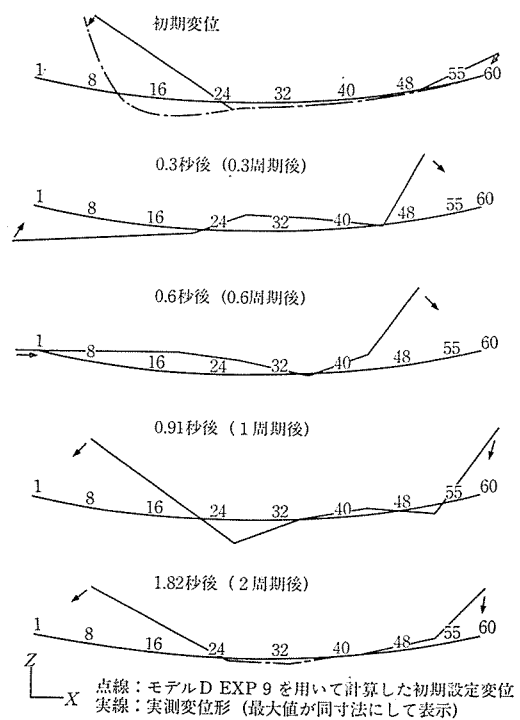 初期変位
1 8 16 24 32 40 48 55 60
0.3秒後 (0.3周期後)
1 8 16 24 32 40 48 55 60
0.6秒後 (0.6周期後)
1 8 16 24 32 40 48 55 60
0.91秒後 (1周期後)
1 8 16 24 32 40 48 55 60
1.82秒後 (2周期後)
1 8 16 24 32 40 48 55 60
Z
X
点線：モデルD EXP 9 を用いて計算した初期設定変位
実線：実測変位形 (最大値が同寸法にして表示)